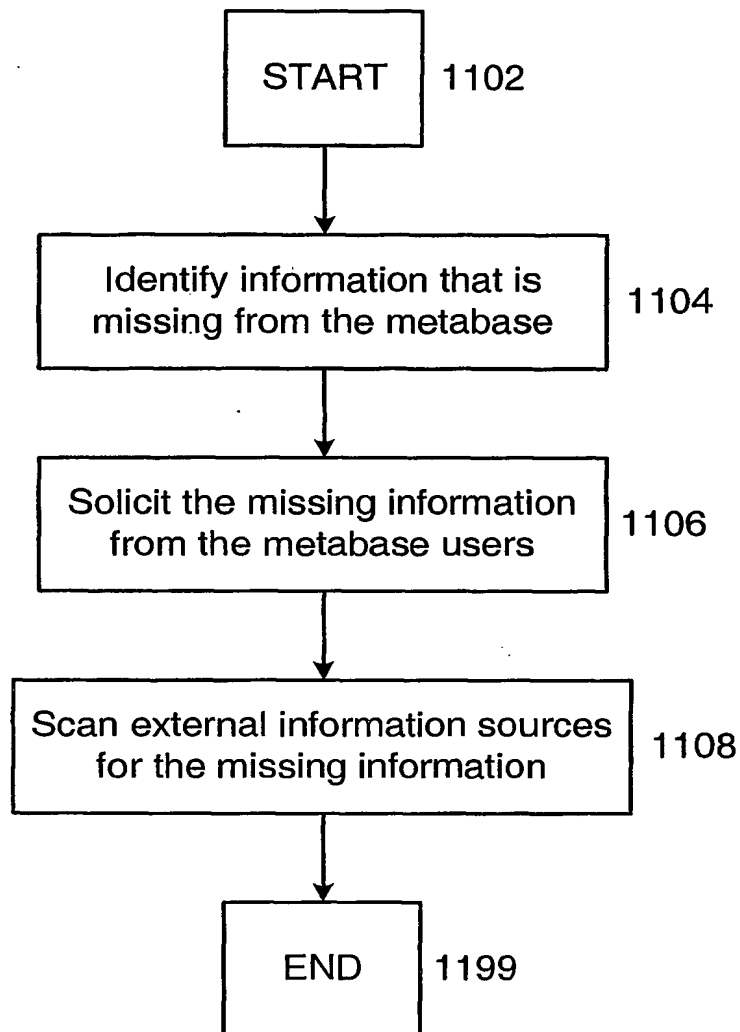 START 1102
Identify information that is
missing from the metabase
1104
Solicit the missing information
from the metabase users
1106
Scan external information sources
for the missing information
1108
END 1199